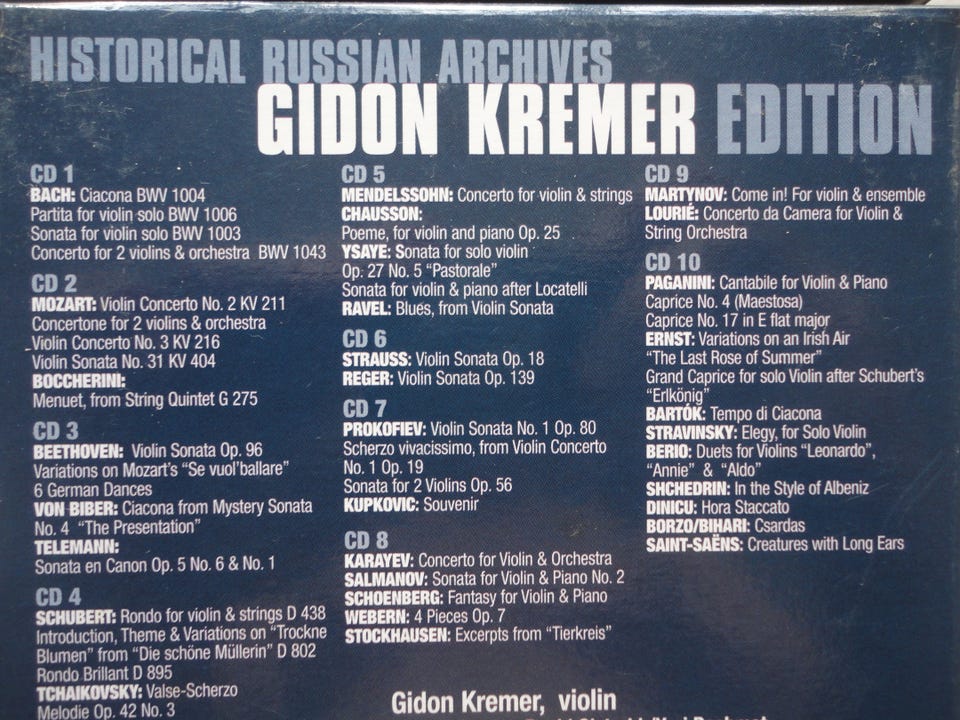 HISTORICAL RUSSIAN ARCHIVES
GIDON KREMER EDITION
CD 1
BACH: Ciacona BWV 1004
Partita for violin solo BWV 1006
Sonata for violin solo BWV 1003
Concerto for 2 violins & orchestra BWV 1043
CD 2
MOZART: Violin Concerto No. 2 KV 211
Concertone for 2 violins & orchestra
Violin Concerto No. 3 KV 216
Violin Sonata No. 31 KV 404
BOCCHERINI:
Menuet, from String Quintet G 275
CD 3
BEETHOVEN: Violin Sonata Op. 96
Variations on Mozart's "Se vuol'ballare"
6 German Dances
VON BIBER: Ciacona from Mystery Sonata
No. 4 "The Presentation"
TELEMANN:
Sonata en Canon Op. 5 No. 6 & No. 1
CD 4
SCHUBERT: Rondo for violin & strings D 438
Introduction, Theme & Variations on "Trockne
Blumen" from "Die schöne Müllerin" D 802
Rondo Brillant D 895
TCHAIKOVSKY: Valse-Scherzo
Melodie Op. 42 No. 3
CD 5
MENDELSSOHN: Concerto for violin & strings
CHAUSSON:
Poeme, for violin and piano Op. 25
YSAYE: Sonata for solo violin
Op. 27 No. 5 "Pastorale"
Sonata for violin & piano after Locatelli
RAVEL: Blues, from Violin Sonata
CD 6
STRAUSS: Violin Sonata Op. 18
REGER: Violin Sonata Op. 139
CD 7
PROKOFIEV: Violin Sonata No. 1 Op. 80
Scherzo vivacissimo, from Violin Concerto
No. 1 Op. 19
Sonata for 2 Violins Op. 56
KUPKOVIC: Souvenir
CD 8
KARAYEV: Concerto for Violin & Orchestra
SALMANOV: Sonata for Violin & Piano No. 2
SCHOENBERG: Fantasy for Violin & Piano
WEBERN: 4 Pieces Op. 7
STOCKHAUSEN: Excerpts from "Tierkreis"
CD 9
MARTYNOV: Come in! For violin & ensemble
LOURIÉ: Concerto da Camera for Violin &
String Orchestra
CD 10
PAGANINI: Cantabile for Violin & Piano
Caprice No. 4 (Maestosa)
Caprice No. 17 in E flat major
ERNST: Variations on an Irish Air
"The Last Rose of Summer"
Grand Caprice for solo Violin after Schubert's
"Erlkönig"
BARTÓK: Tempo di Ciacona
STRAVINSKY: Elegy, for Solo Violin
BERIO: Duets for Violins "Leonardo",
"Annie" & "Aldo"
SHCHEDRIN: In the Style of Albeniz
DINICU: Hora Staccato
BORZO/BIHARI: Csardas
SAINT-SAËNS: Creatures with Long Ears
Gidon Kremer, violin